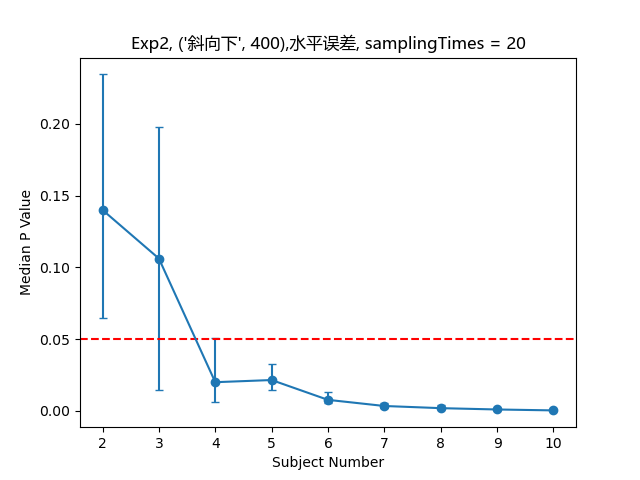 Exp2, ('斜向下', 400),水平误差, samplingTimes = 20
Median P Value
0.20
0.15
0.10
0.05
0.00
2 3 4 5 6 7 8 9 10
Subject Number